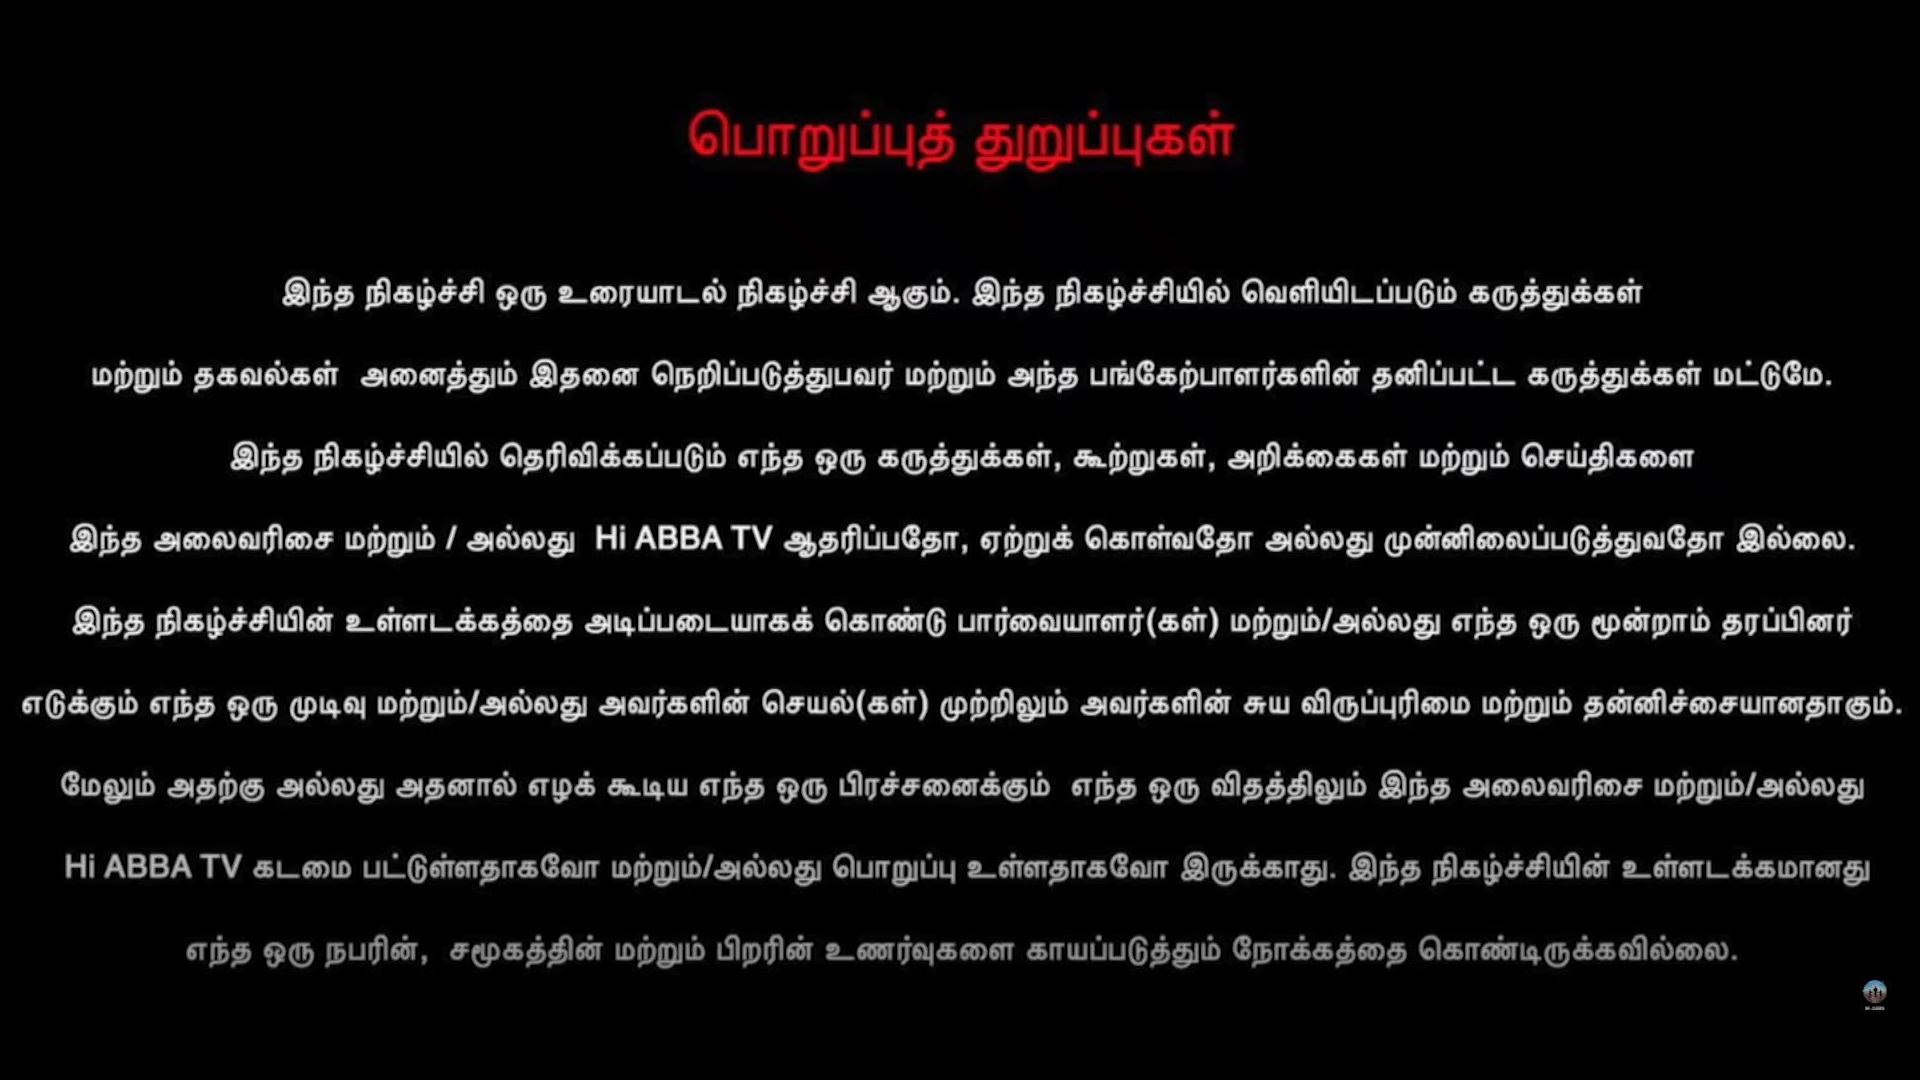 பொறுப்புத் துறுப்புகள்
இந்த நிகழ்ச்சி ஒரு உரையாடல் நிகழ்ச்சி ஆகும். இந்த நிகழ்ச்சியில் வெளியிடப்படும் கருத்துக்கள்
மற்றும் தகவல்கள் அனைத்தும் இதனை நெறிப்படுத்துபவர் மற்றும் அந்த பங்கேற்பாளர்களின் தனிப்பட்ட கருத்துக்கள் மட்டுமே.
இந்த நிகழ்ச்சியில் தெரிவிக்கப்படும் எந்த ஒரு கருத்துக்கள், கூற்றுகள், அறிக்கைகள் மற்றும் செய்திகளை
இந்த அலைவரிசை மற்றும் / அல்லது Hi ABBA TV ஆதரிப்பதோ, ஏற்றுக் கொள்வதோ அல்லது முன்னிலைப்படுத்துவதோ இல்லை.
இந்த நிகழ்ச்சியின் உள்ளடக்கத்தை அடிப்படையாகக் கொண்டு பார்வையாளர்(கள்) மற்றும்/அல்லது எந்த ஒரு மூன்றாம் தரப்பினர்
எடுக்கும் எந்த ஒரு முடிவு மற்றும்/அல்லது அவர்களின் செயல்(கள்) முற்றிலும் அவர்களின் சுய விருப்புரிமை மற்றும் தன்னிச்சையானதாகும்.
மேலும் அதற்கு அல்லது அதனால் எழக் கூடிய எந்த ஒரு பிரச்சனைக்கும் எந்த ஒரு விதத்திலும் இந்த அலைவரிசை மற்றும்/அல்லது
Hi ABBA TV கடமை பட்டுள்ளதாகவோ மற்றும்/அல்லது பொறுப்பு உள்ளதாகவோ இருக்காது. இந்த நிகழ்ச்சியின் உள்ளடக்கமானது
எந்த ஒரு நபரின், சமூகத்தின் மற்றும் பிறரின் உணர்வுகளை காயப்படுத்தும் நோக்கத்தை கொண்டிருக்கவில்லை.